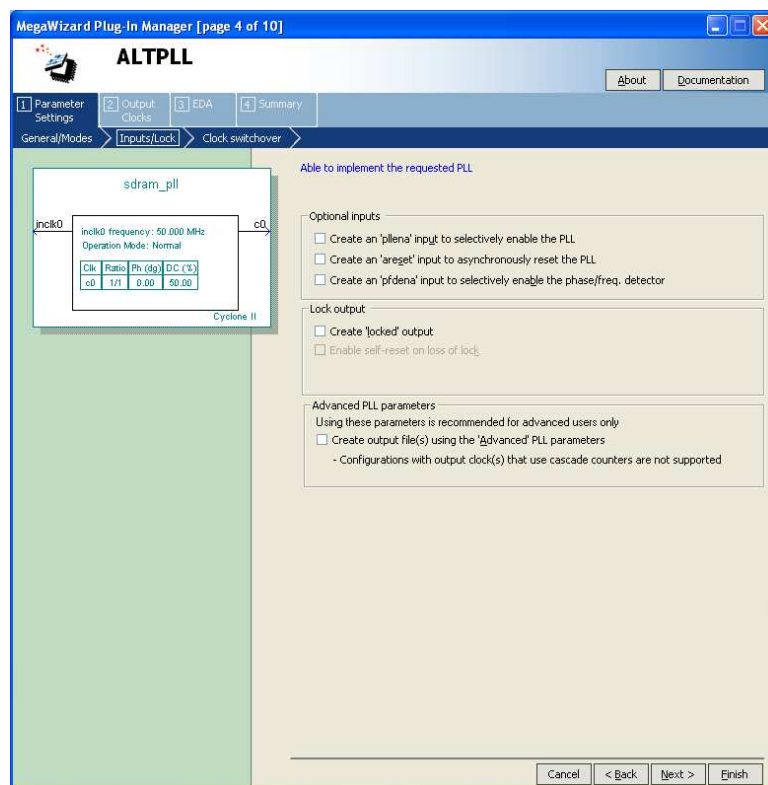 MegaWizard Plug-In Manager [page 4 of 10]
ALTPLL
About
Documentation
1 Parameter Settings
2 Output Clocks
3 EDA
4 Summary
General/Modes
Inputs/Lock
Clock switchover
sdram_pll
inclk0
c0
inclk0 frequency: 50.000 MHz
Operation Mode: Normal
Clk Ratio Ph (dg) DC (%)
c0 1/1 0.00 50.00
Cyclone II
Able to implement the requested PLL
Optional inputs
Create an 'pllena' input to selectively enable the PLL
Create an 'areset' input to asynchronously reset the PLL
Create an 'pfdena' input to selectively enable the phase/freq. detector
Lock output
Create 'locked' output
Enable self-reset on loss of lock
Advanced PLL parameters
Using these parameters is recommended for advanced users only
Create output file(s) using the 'Advanced' PLL parameters
- Configurations with output clock(s) that use cascade counters are not supported
Cancel
< Back
Next >
Finish